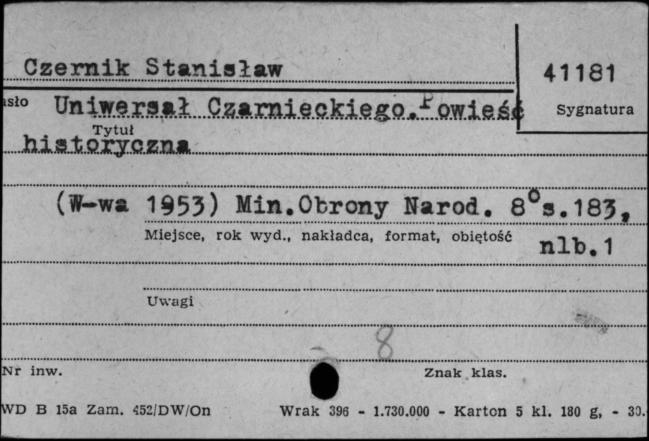 Czernik Stanisław
41181
asło Uniwersał Czarnieckiego. Powieść
Sygnatura
Tytuł
historyczna
(W-wa 1953) Min.Obrony Narod. 8°s.183,
Miejsce, rok wyd., nakładca, format, objętość
nlb.1
Uwagi
8
Nr inw.
Znak klas.
WD B 15a Zam. 452/DW/On Wrak 396 - 1.730.000 - Karton 5 kl. 180 g, - 30.